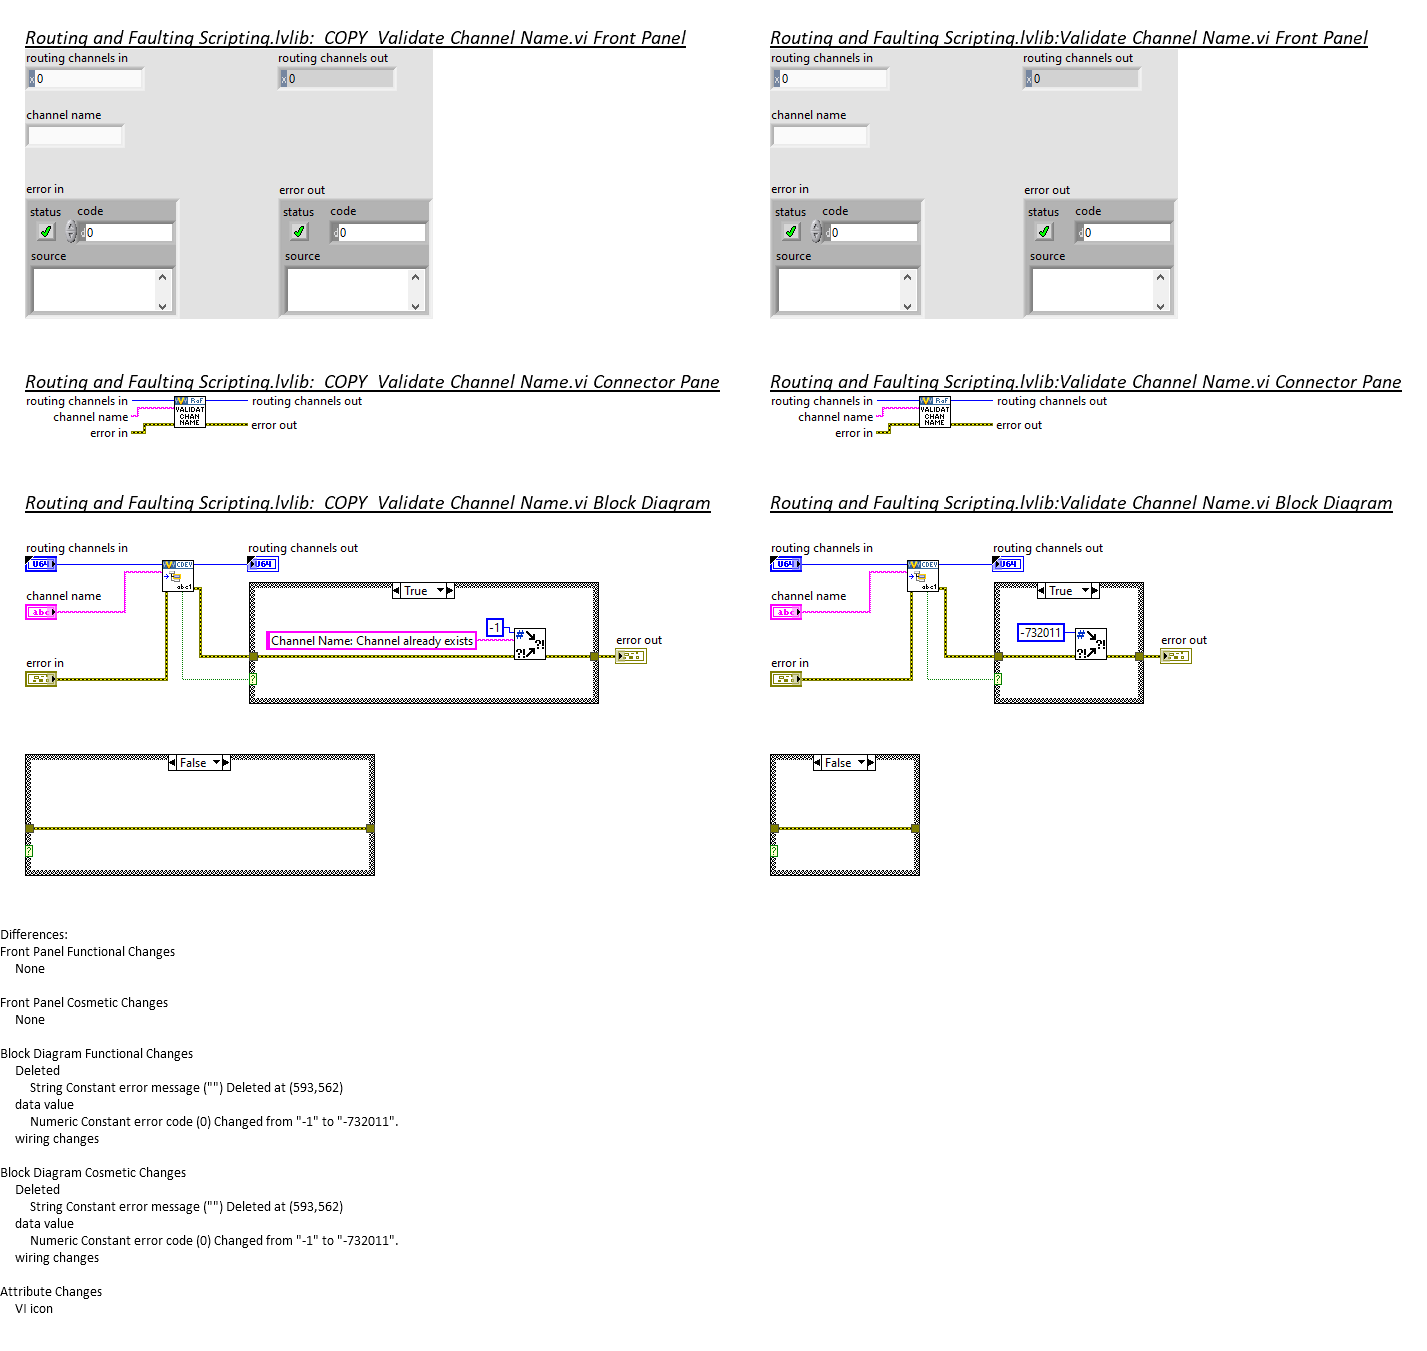 Routing and Faulting Scripting.lvlib:  COPY  Validate Channel Name.vi Front Panel
routing channels in
routing channels out
x 0
x 0
channel name
error in
error out
status code
status code
d 0
d 0
source
source
Routing and Faulting Scripting.lvlib:Validate Channel Name.vi Front Panel
routing channels in
routing channels out
x 0
x 0
channel name
error in
error out
status code
status code
d 0
d 0
source
source
Routing and Faulting Scripting.lvlib:  COPY  Validate Channel Name.vi Connector Pane
routing channels in
routing channels out
channel name
error in
error out
RaF
VALIDAT
CHAN
NAME
Routing and Faulting Scripting.lvlib:Validate Channel Name.vi Connector Pane
routing channels in
routing channels out
channel name
error in
error out
RaF
VALIDAT
CHAN
NAME
Routing and Faulting Scripting.lvlib:  COPY  Validate Channel Name.vi Block Diagram
routing channels in
routing channels out
U64
CDEV
abc1
U64
channel name
abc
True
Channel Name: Channel already exists
-1
#
?!
?!
error in
error out
?
False
?
Routing and Faulting Scripting.lvlib:Validate Channel Name.vi Block Diagram
routing channels in
routing channels out
U64
CDEV
abc1
U64
channel name
abc
True
-732011
#
?!
?!
error in
error out
?
False
?
Differences:
Front Panel Functional Changes
None
Front Panel Cosmetic Changes
None
Block Diagram Functional Changes
Deleted
String Constant error message ("") Deleted at (593,562)
data value
Numeric Constant error code (0) Changed from "-1" to "-732011".
wiring changes
Block Diagram Cosmetic Changes
Deleted
String Constant error message ("") Deleted at (593,562)
data value
Numeric Constant error code (0) Changed from "-1" to "-732011".
wiring changes
Attribute Changes
VI icon